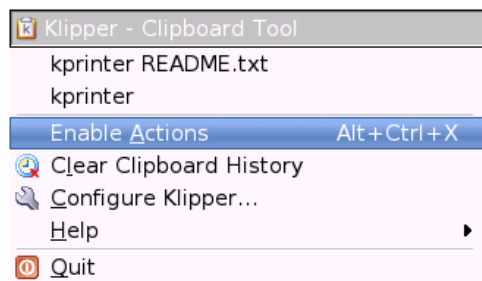 Klipper - Clipboard Tool
kprinter README.txt
kprinter
Enable Actions Alt+Ctrl+X
Clear Clipboard History
Configure Klipper...
Help
Quit